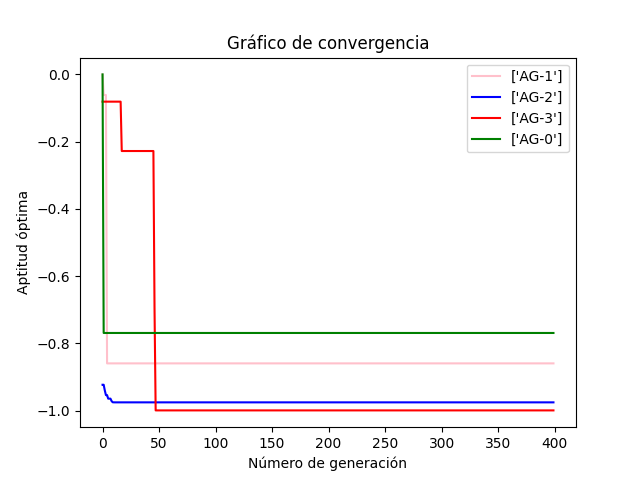 Gráfico de convergencia
['AG-1']
['AG-2']
['AG-3']
['AG-0']
Aptitud óptima
0.0
−0.2
−0.4
−0.6
−0.8
−1.0
0 50 100 150 200 250 300 350 400
Número de generación